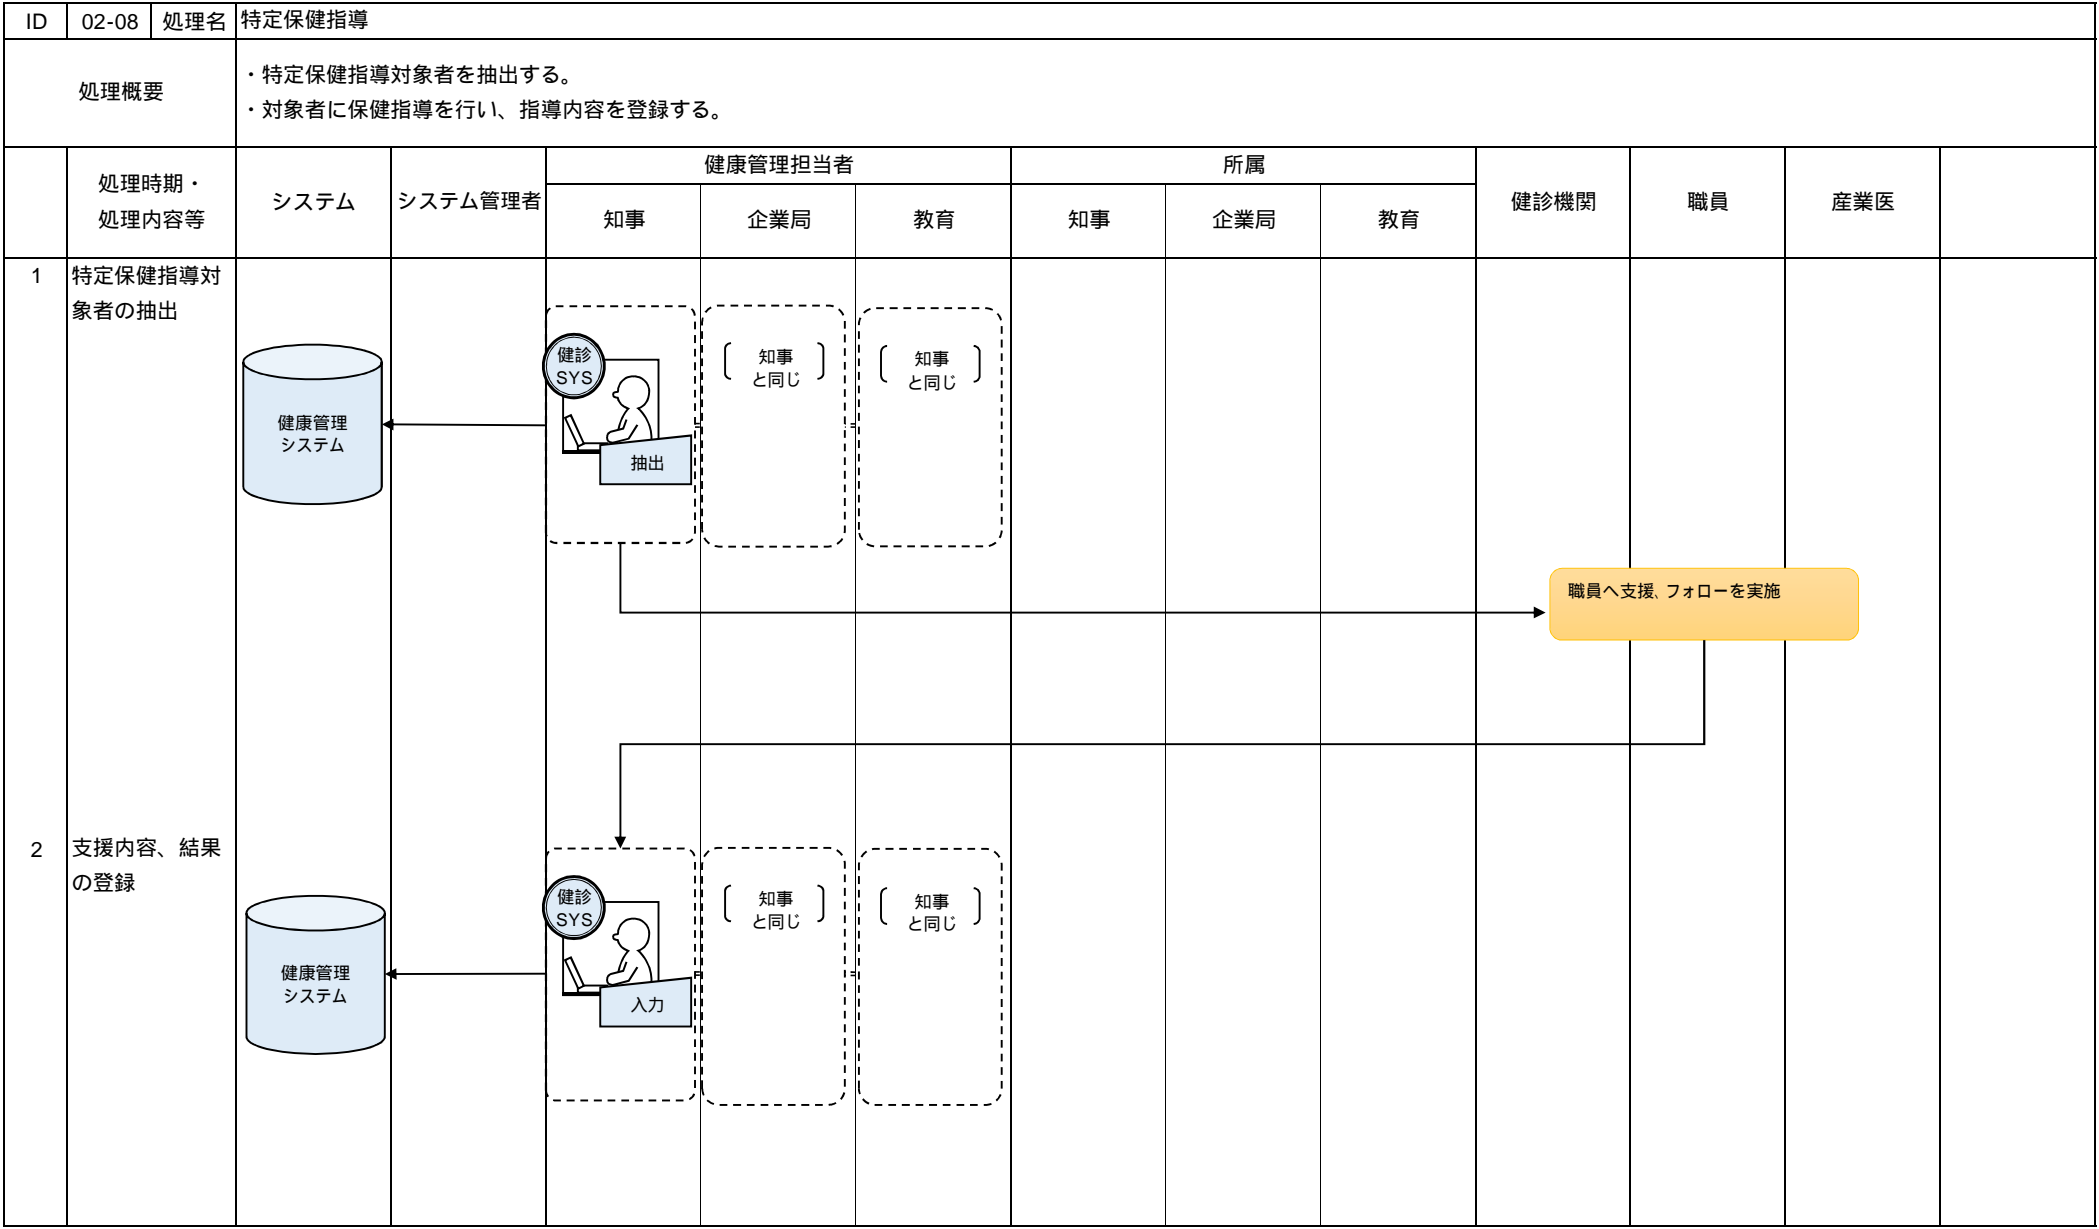 ID 02-08 処理名 特定保健指導
処理概要
・特定保健指導対象者を抽出する。
・対象者に保健指導を行い、指導内容を登録する。
処理時期・
処理内容等
システム
システム管理者
健康管理担当者
知事 企業局 教育
所属
知事 企業局 教育
健診機関
職員
産業医
1
特定保健指導対
象者の抽出
健康管理
システム
健診
SYS
抽出
知事
と同じ
知事
と同じ
職員へ支援、フォローを実施
2
支援内容、結果
の登録
健康管理
システム
健診
SYS
入力
知事
と同じ
知事
と同じ